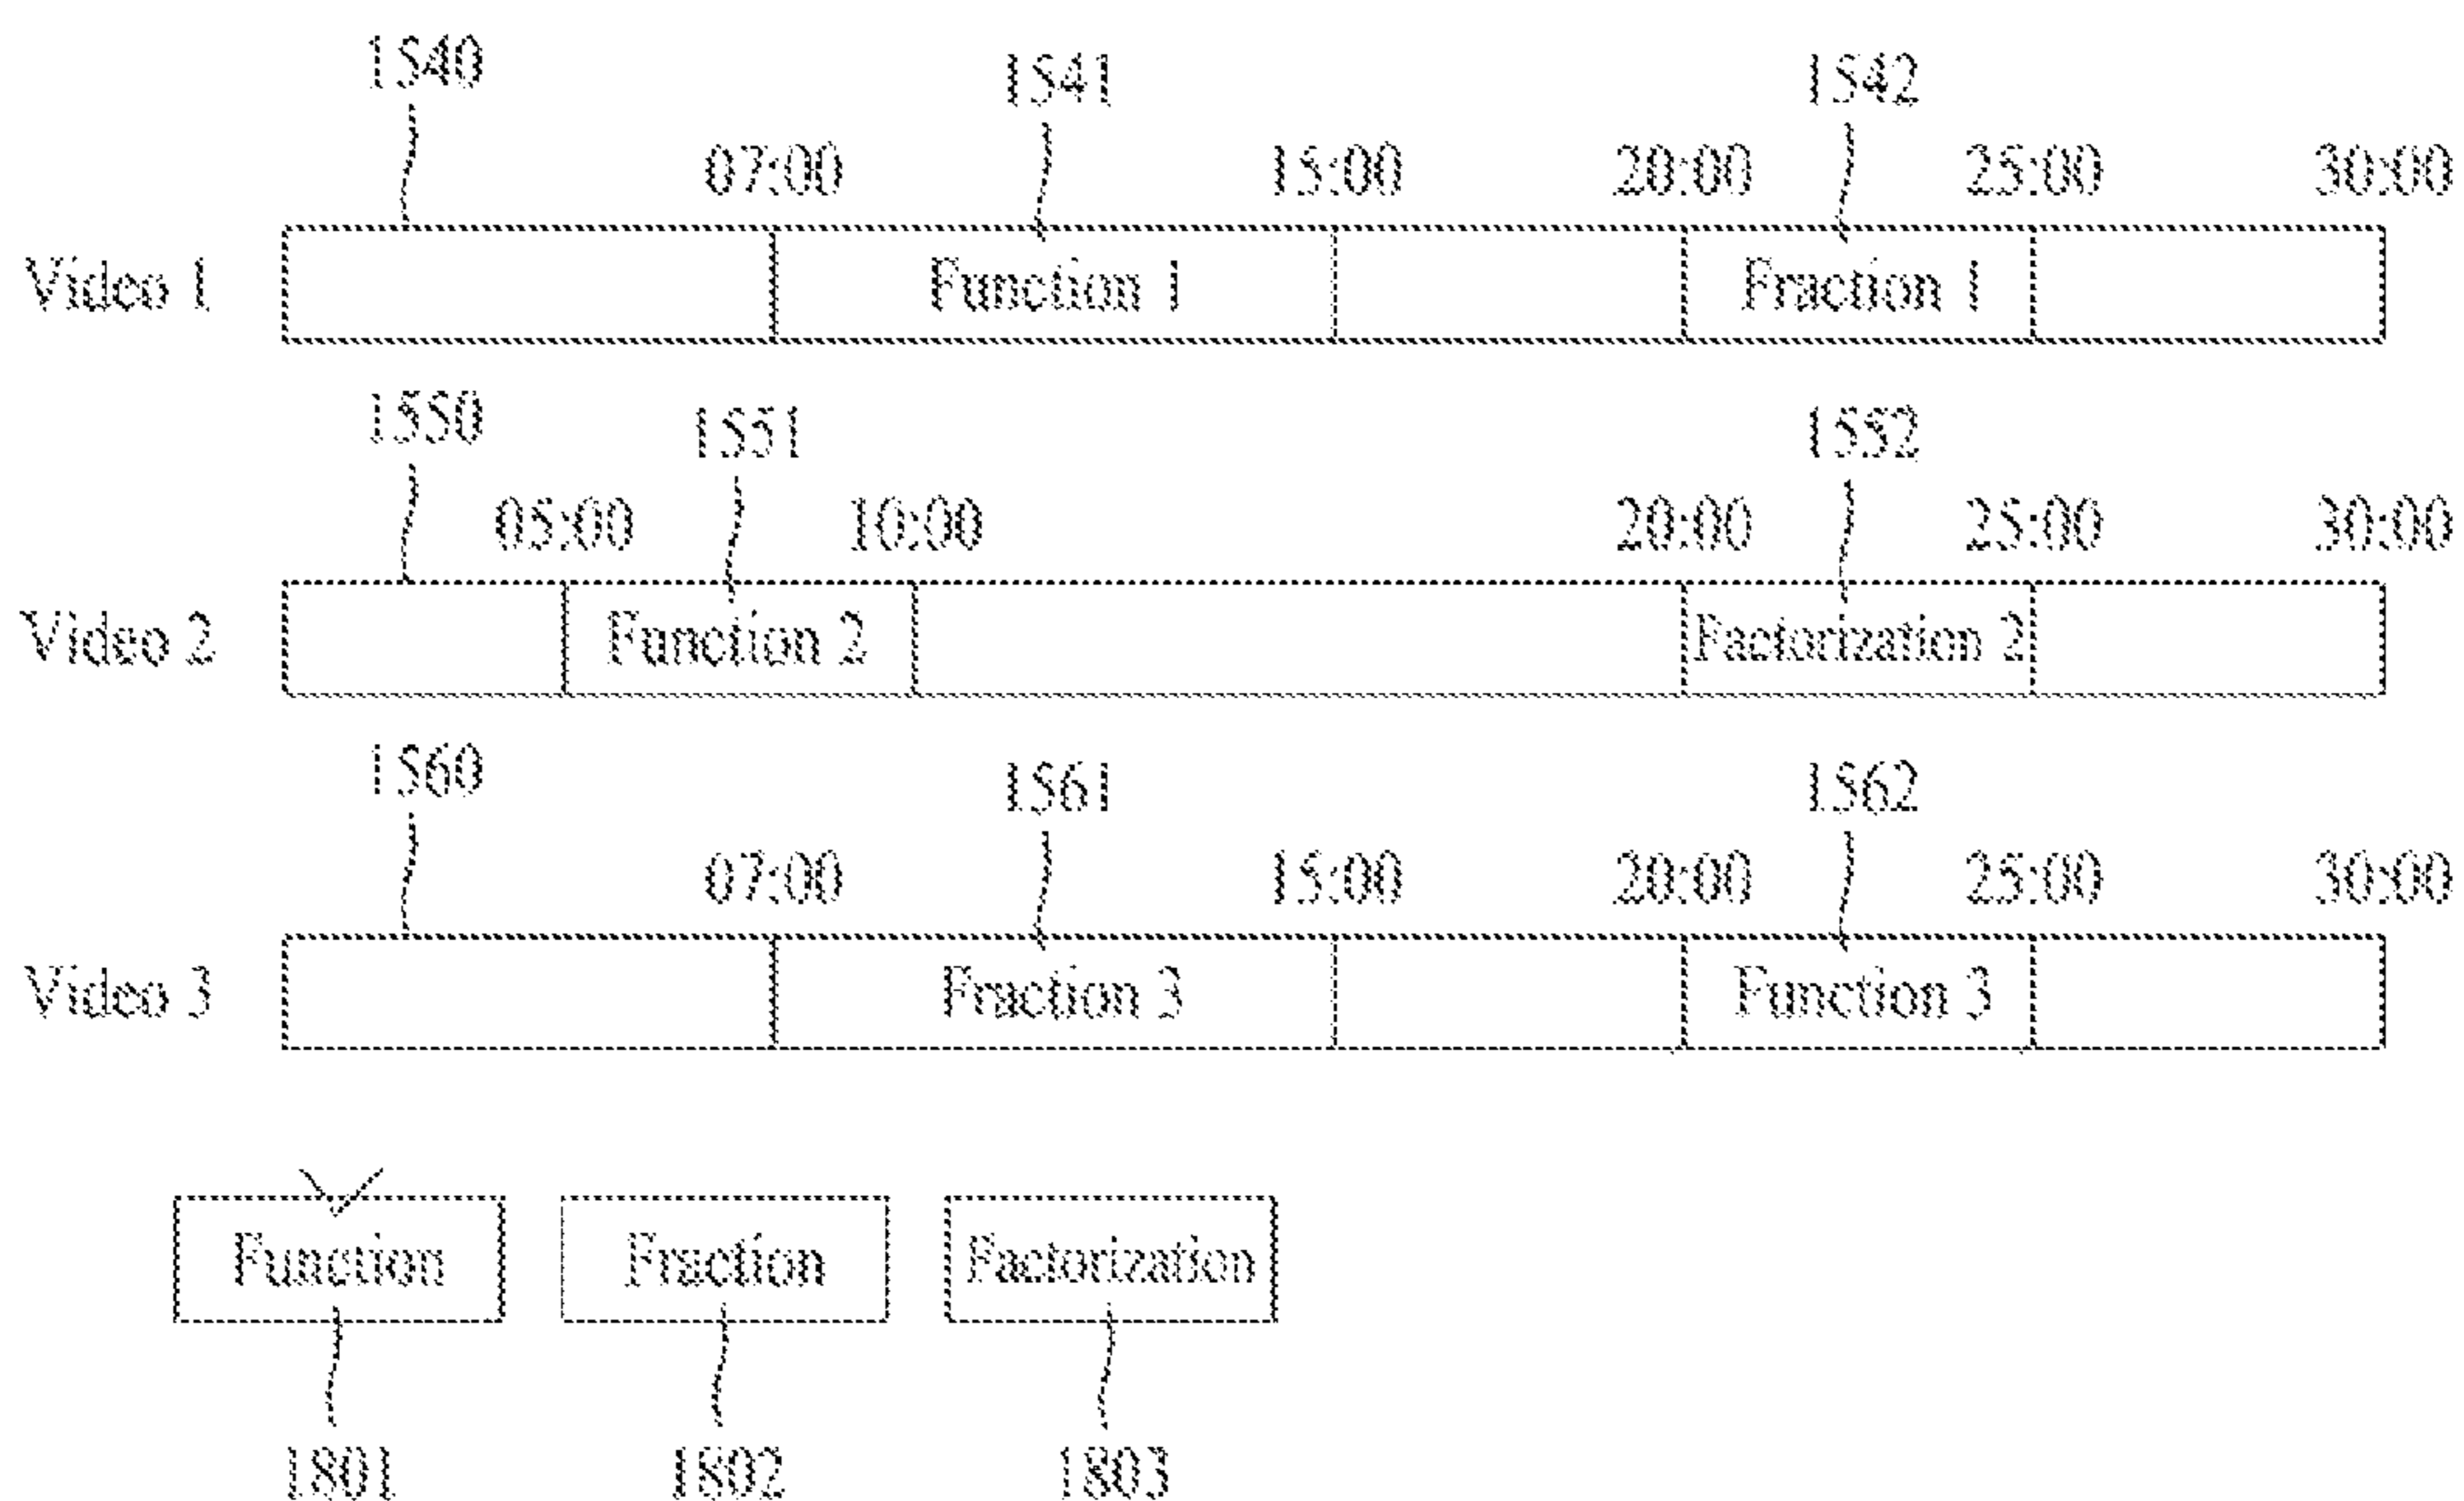 1540 1541 1542
07:00 15:00 20:00 25:00 30:00
Video 1 Function 1 Fraction 1
1550 1551 1552
05:00 10:00 20:00 25:00 30:00
Video 2 Function 2 Factorization 2
1560 1561 1562
07:00 15:00 20:00 25:00 30:00
Video 3 Fraction 3 Function 3
Function Fraction Factorization
1801 1802 1803